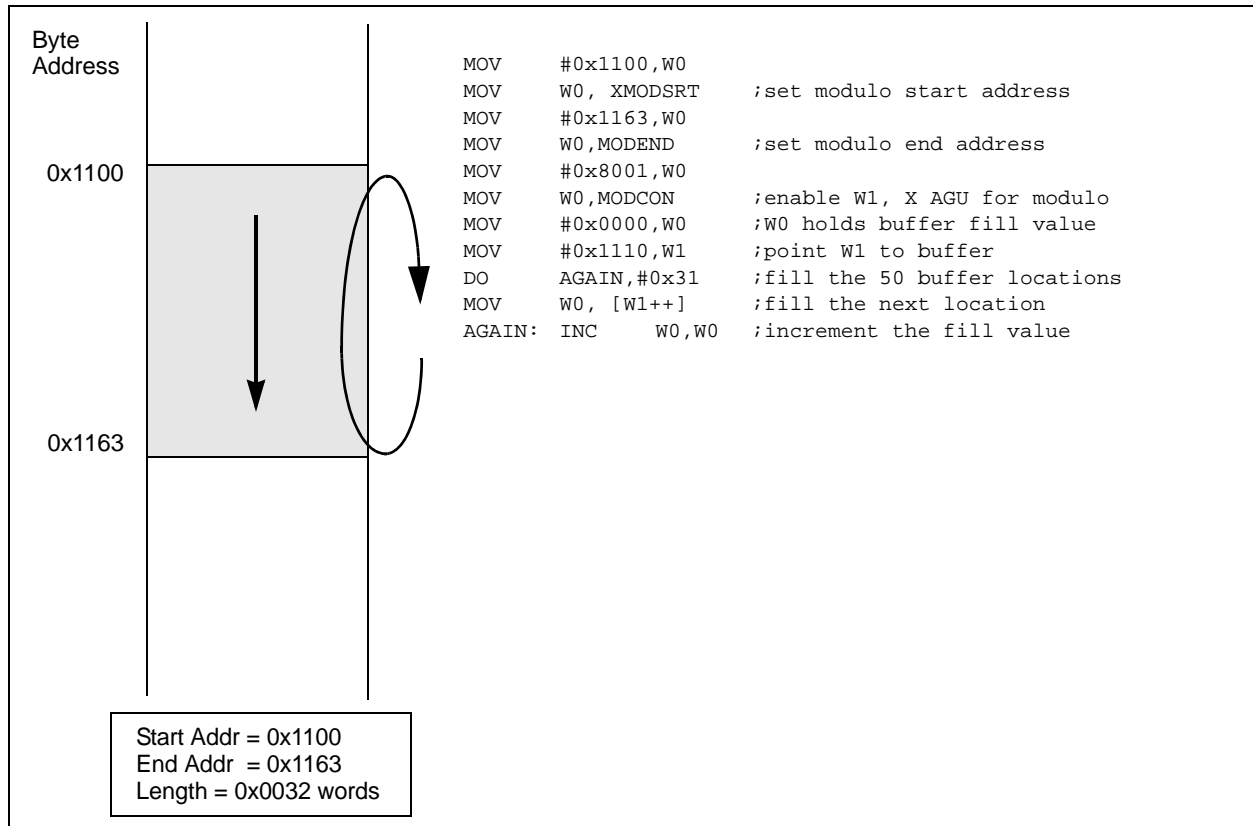 Byte
Address
MOV #0x1100,W0
MOV W0, XMODSRT ;set modulo start address
MOV #0x1163,W0
MOV W0,MODEND ;set modulo end address
MOV #0x8001,W0
MOV W0,MODCON ;enable W1, X AGU for modulo
MOV #0x0000,W0 ;W0 holds buffer fill value
MOV #0x1110,W1 ;point W1 to buffer
DO AGAIN,#0x31 ;fill the 50 buffer locations
MOV W0, [W1++] ;fill the next location
AGAIN: INC W0,W0 ;increment the fill value
0x1100
0x1163
Start Addr = 0x1100
End Addr = 0x1163
Length = 0x0032 words